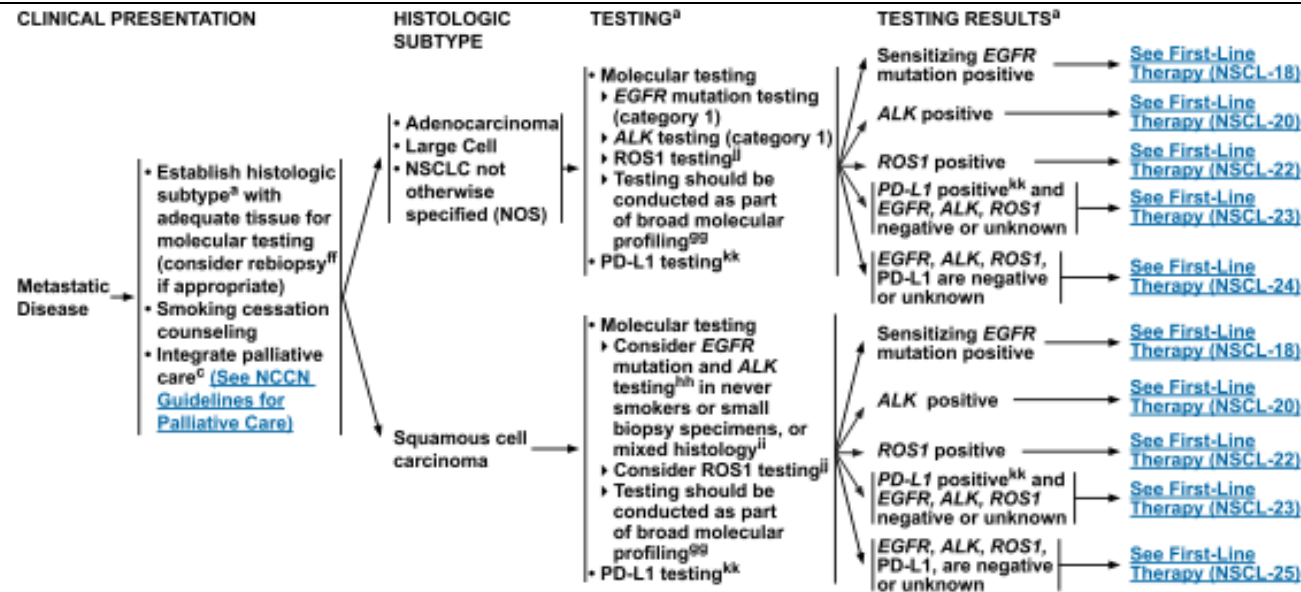 CLINICAL PRESENTATION
HISTOLOGIC
SUBTYPE
TESTINGa
TESTING RESULTSa
Metastatic
Disease
• Establish histologic
subtypea with
adequate tissue for
molecular testing
(consider rebiopsyff
if appropriate)
• Smoking cessation
counseling
• Integrate palliative
carec (See NCCN
Guidelines for
Palliative Care)
• Adenocarcinoma
• Large Cell
• NSCLC not
otherwise
specified (NOS)
• Molecular testing
▸ EGFR mutation testing
(category 1)
▸ ALK testing (category 1)
▸ ROS1 testingjj
▸ Testing should be
conducted as part
of broad molecular
profilinggg
• PD-L1 testingkk
Sensitizing EGFR
mutation positive
See First-Line
Therapy (NSCL-18)
ALK positive
See First-Line
Therapy (NSCL-20)
ROS1 positive
See First-Line
Therapy (NSCL-22)
PD-L1 positivekk and
EGFR, ALK, ROS1
negative or unknown
See First-Line
Therapy (NSCL-23)
EGFR, ALK, ROS1,
PD-L1 are negative
or unknown
See First-Line
Therapy (NSCL-24)
Squamous cell
carcinoma
• Molecular testing
▸ Consider EGFR
mutation and ALK
testinghh in never
smokers or small
biopsy specimens, or
mixed histologyii
▸ Consider ROS1 testingjj
▸ Testing should be
conducted as part
of broad molecular
profilinggg
• PD-L1 testingkk
Sensitizing EGFR
mutation positive
See First-Line
Therapy (NSCL-18)
ALK positive
See First-Line
Therapy (NSCL-20)
ROS1 positive
See First-Line
Therapy (NSCL-22)
PD-L1 positivekk and
EGFR, ALK, ROS1
negative or unknown
See First-Line
Therapy (NSCL-23)
EGFR, ALK, ROS1,
PD-L1, are negative
or unknown
See First-Line
Therapy (NSCL-25)